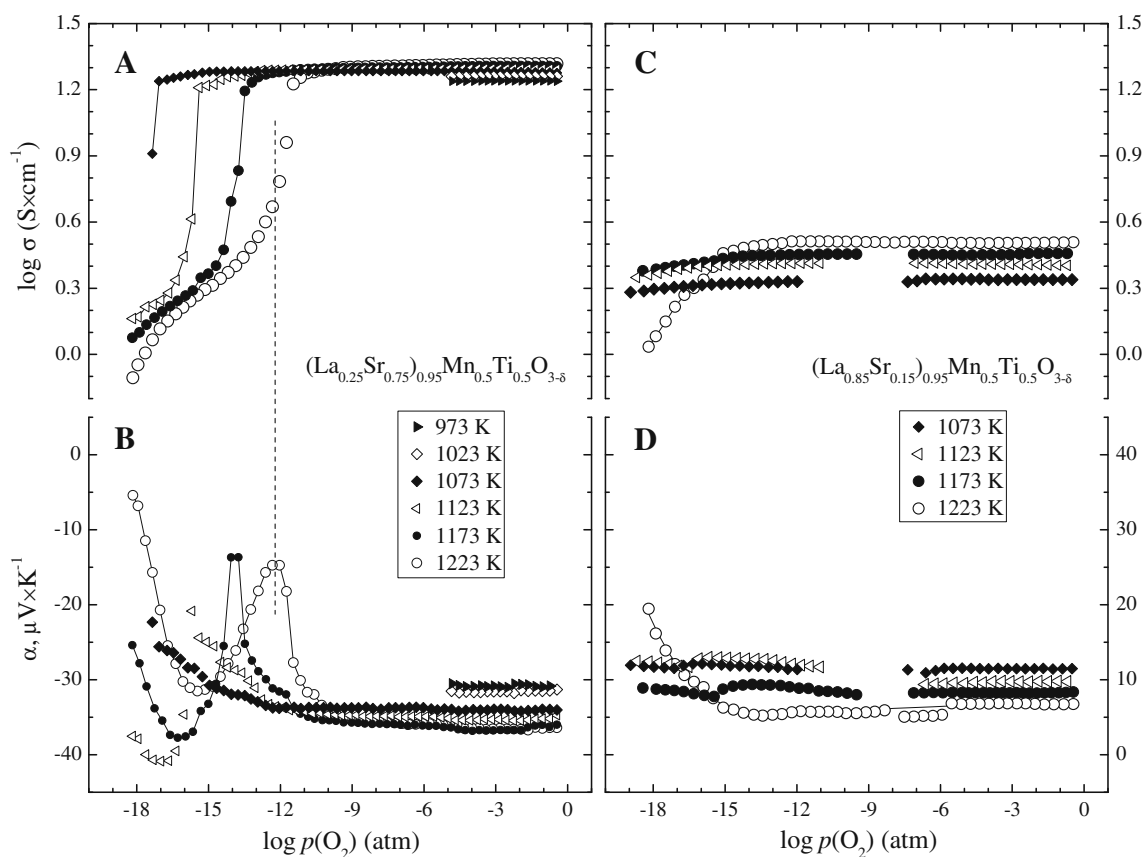 A
C
1.5
1.2
0.9
0.6
0.3
0.0
log σ (S×cm⁻¹)
1.5
1.2
0.9
0.6
0.3
0.0
(La₀.₂₅Sr₀.₇₅)₀.₉₅Mn₀.₅Ti₀.₅O₃₋δ
(La₀.₈₅Sr₀.₁₅)₀.₉₅Mn₀.₅Ti₀.₅O₃₋δ
B
D
973 K
1023 K
1073 K
1123 K
1173 K
1223 K
1073 K
1123 K
1173 K
1223 K
0
-10
-20
-30
-40
α, μV×K⁻¹
40
30
20
10
0
-18 -15 -12 -9 -6 -3 0
-18 -15 -12 -9 -6 -3 0
log p(O₂) (atm)
log p(O₂) (atm)